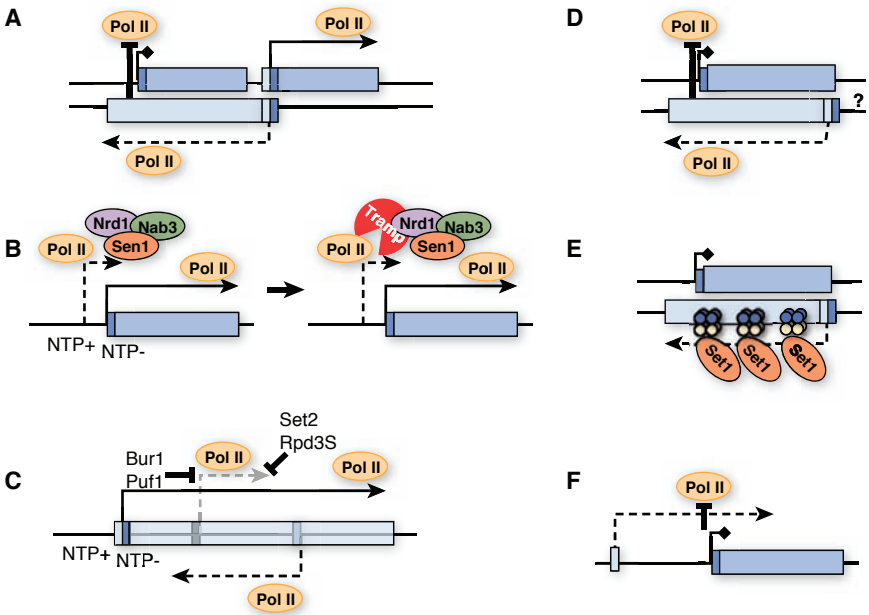 A
Pol II
Pol II
Pol II
B
Nrd1
Nab3
Sen1
Pol II
Pol II
NTP+
NTP-
Tramp
Nrd1
Nab3
Sen1
Pol II
Pol II
C
Set2
Rpd3S
Bur1
Puf1
Pol II
Pol II
NTP+
NTP-
Pol II
D
Pol II
?
Pol II
E
Set1
Set1
Set1
F
Pol II